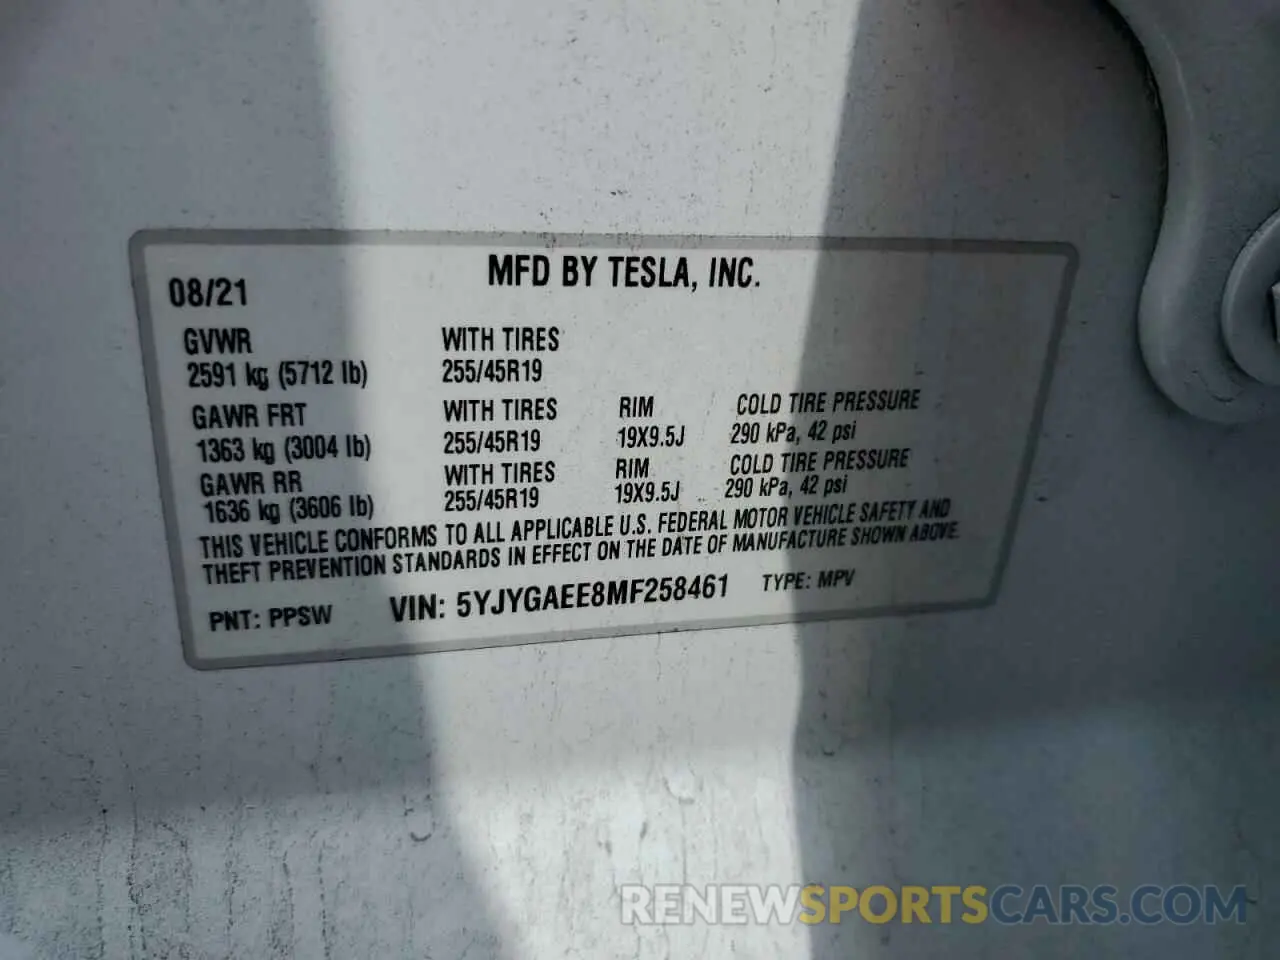 MFD BY TESLA, INC.
08/21
GVWR WITH TIRES
2591 kg (5712 lb) 255/45R19
GAWR FRT WITH TIRES RIM COLD TIRE PRESSURE
1363 kg (3004 lb) 255/45R19 19X9.5J 290 kPa, 42 psi
GAWR RR WITH TIRES RIM COLD TIRE PRESSURE
1636 kg (3606 lb) 255/45R19 19X9.5J 290 kPa, 42 psi
THIS VEHICLE CONFORMS TO ALL APPLICABLE U.S. FEDERAL MOTOR VEHICLE SAFETY AND
THEFT PREVENTION STANDARDS IN EFFECT ON THE DATE OF MANUFACTURE SHOWN ABOVE.
PNT: PPSW VIN: 5YJYGAEE8MF258461 TYPE: MPV
RENEWSPORTSCARS.COM